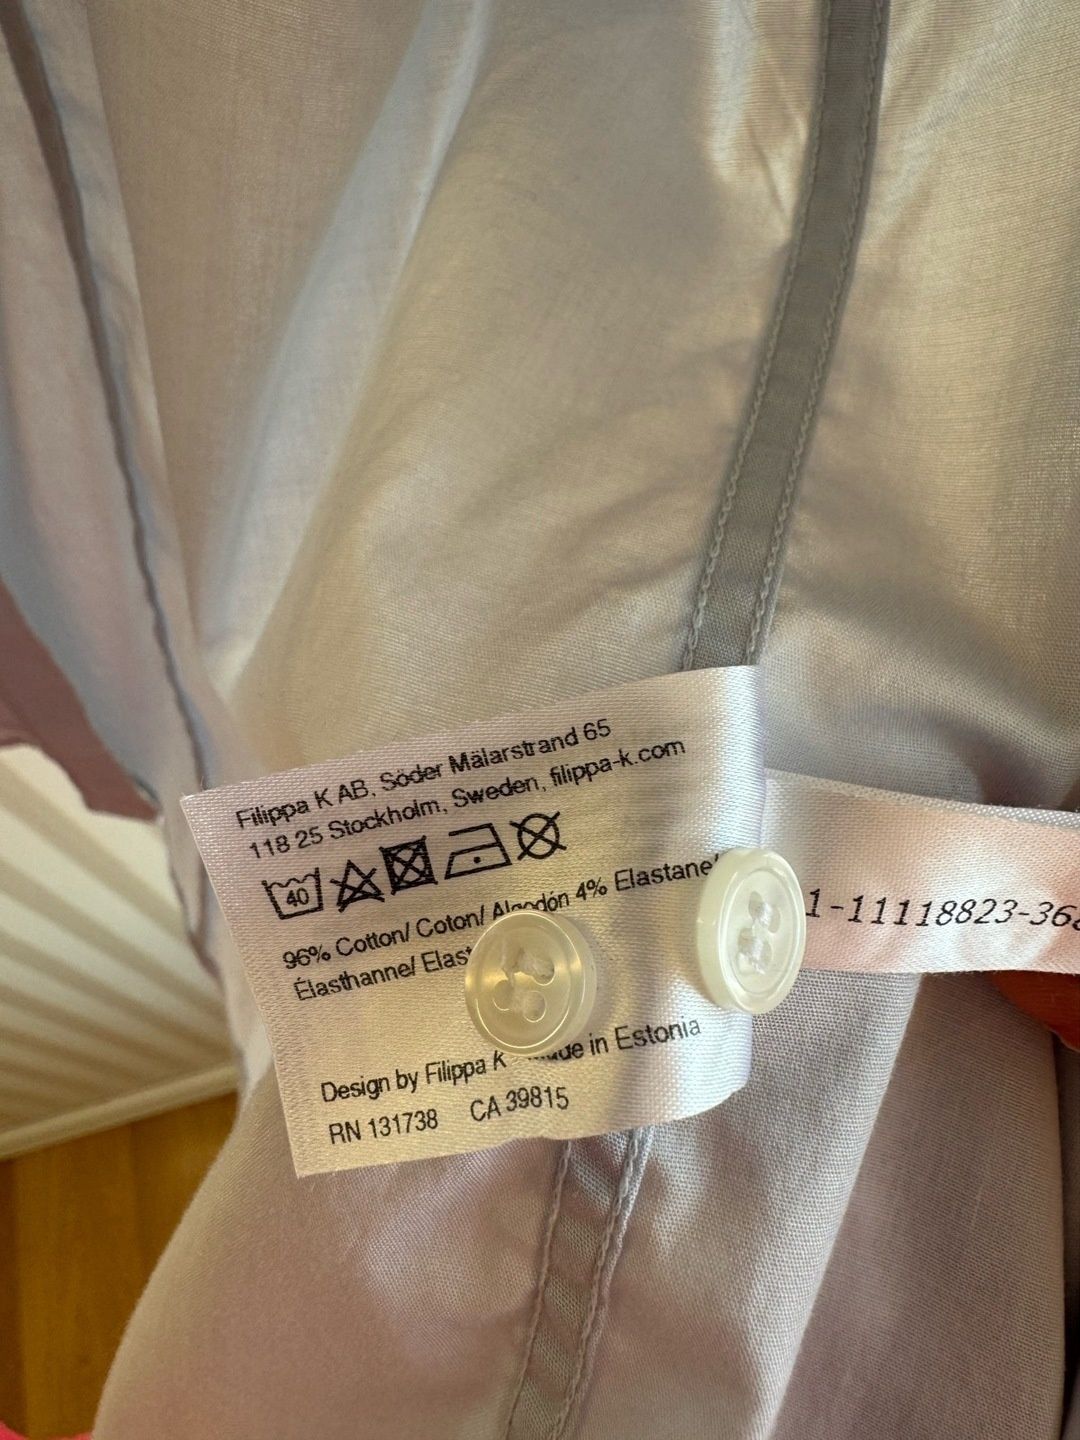 Filippa K AB, Söder Mälarstrand 65
118 25 Stockholm, Sweden, filippa-k.com
40
96% Cotton/ Coton/ Algodón 4% Elastane/
Élasthanne/
Design by Filippa K in Estonia
RN 131738 CA 39815